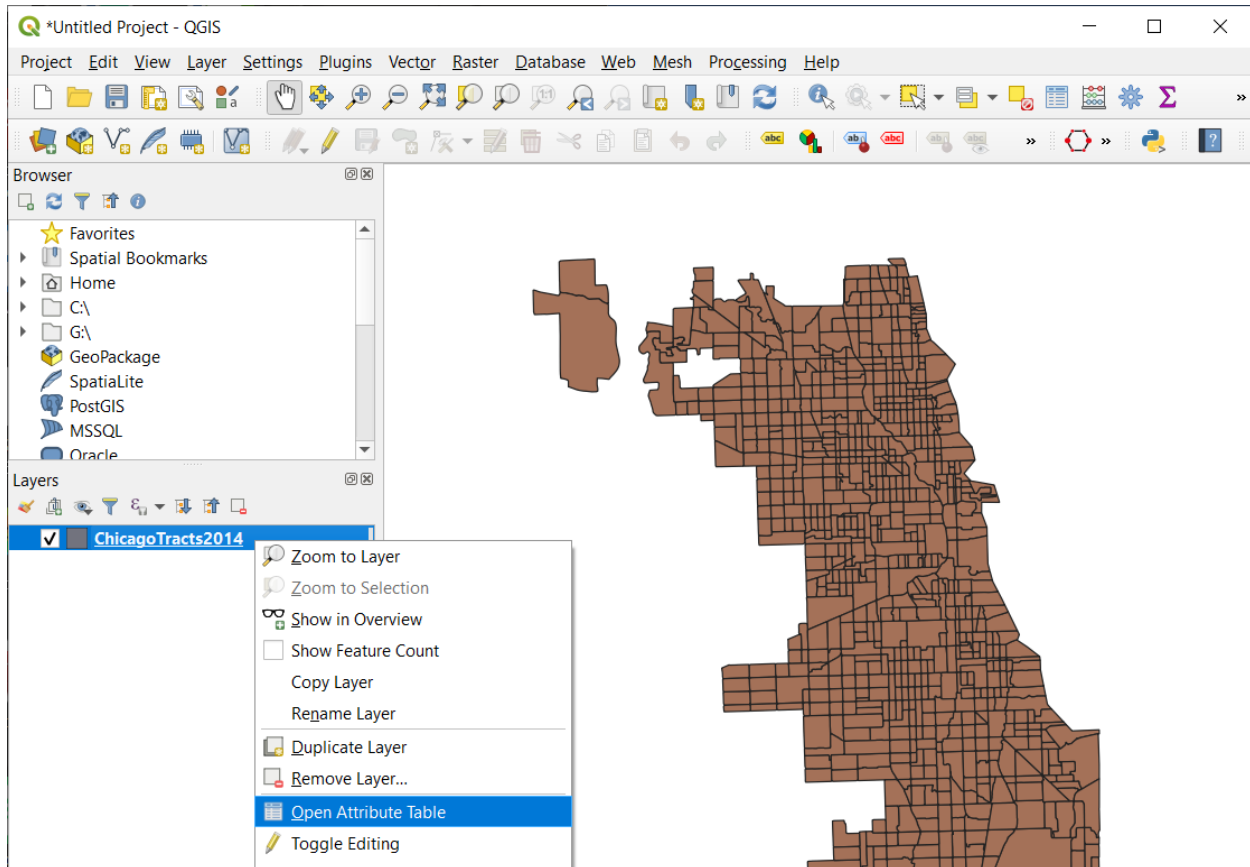 *Untitled Project - QGIS
Project Edit View Layer Settings Plugins Vector Raster Database Web Mesh Processing Help
Browser
Favorites
Spatial Bookmarks
Home
C:\
G:\
GeoPackage
SpatiaLite
PostGIS
MSSQL
Oracle
Layers
ChicagoTracts2014
Zoom to Layer
Zoom to Selection
Show in Overview
Show Feature Count
Copy Layer
Rename Layer
Duplicate Layer
Remove Layer...
Open Attribute Table
Toggle Editing